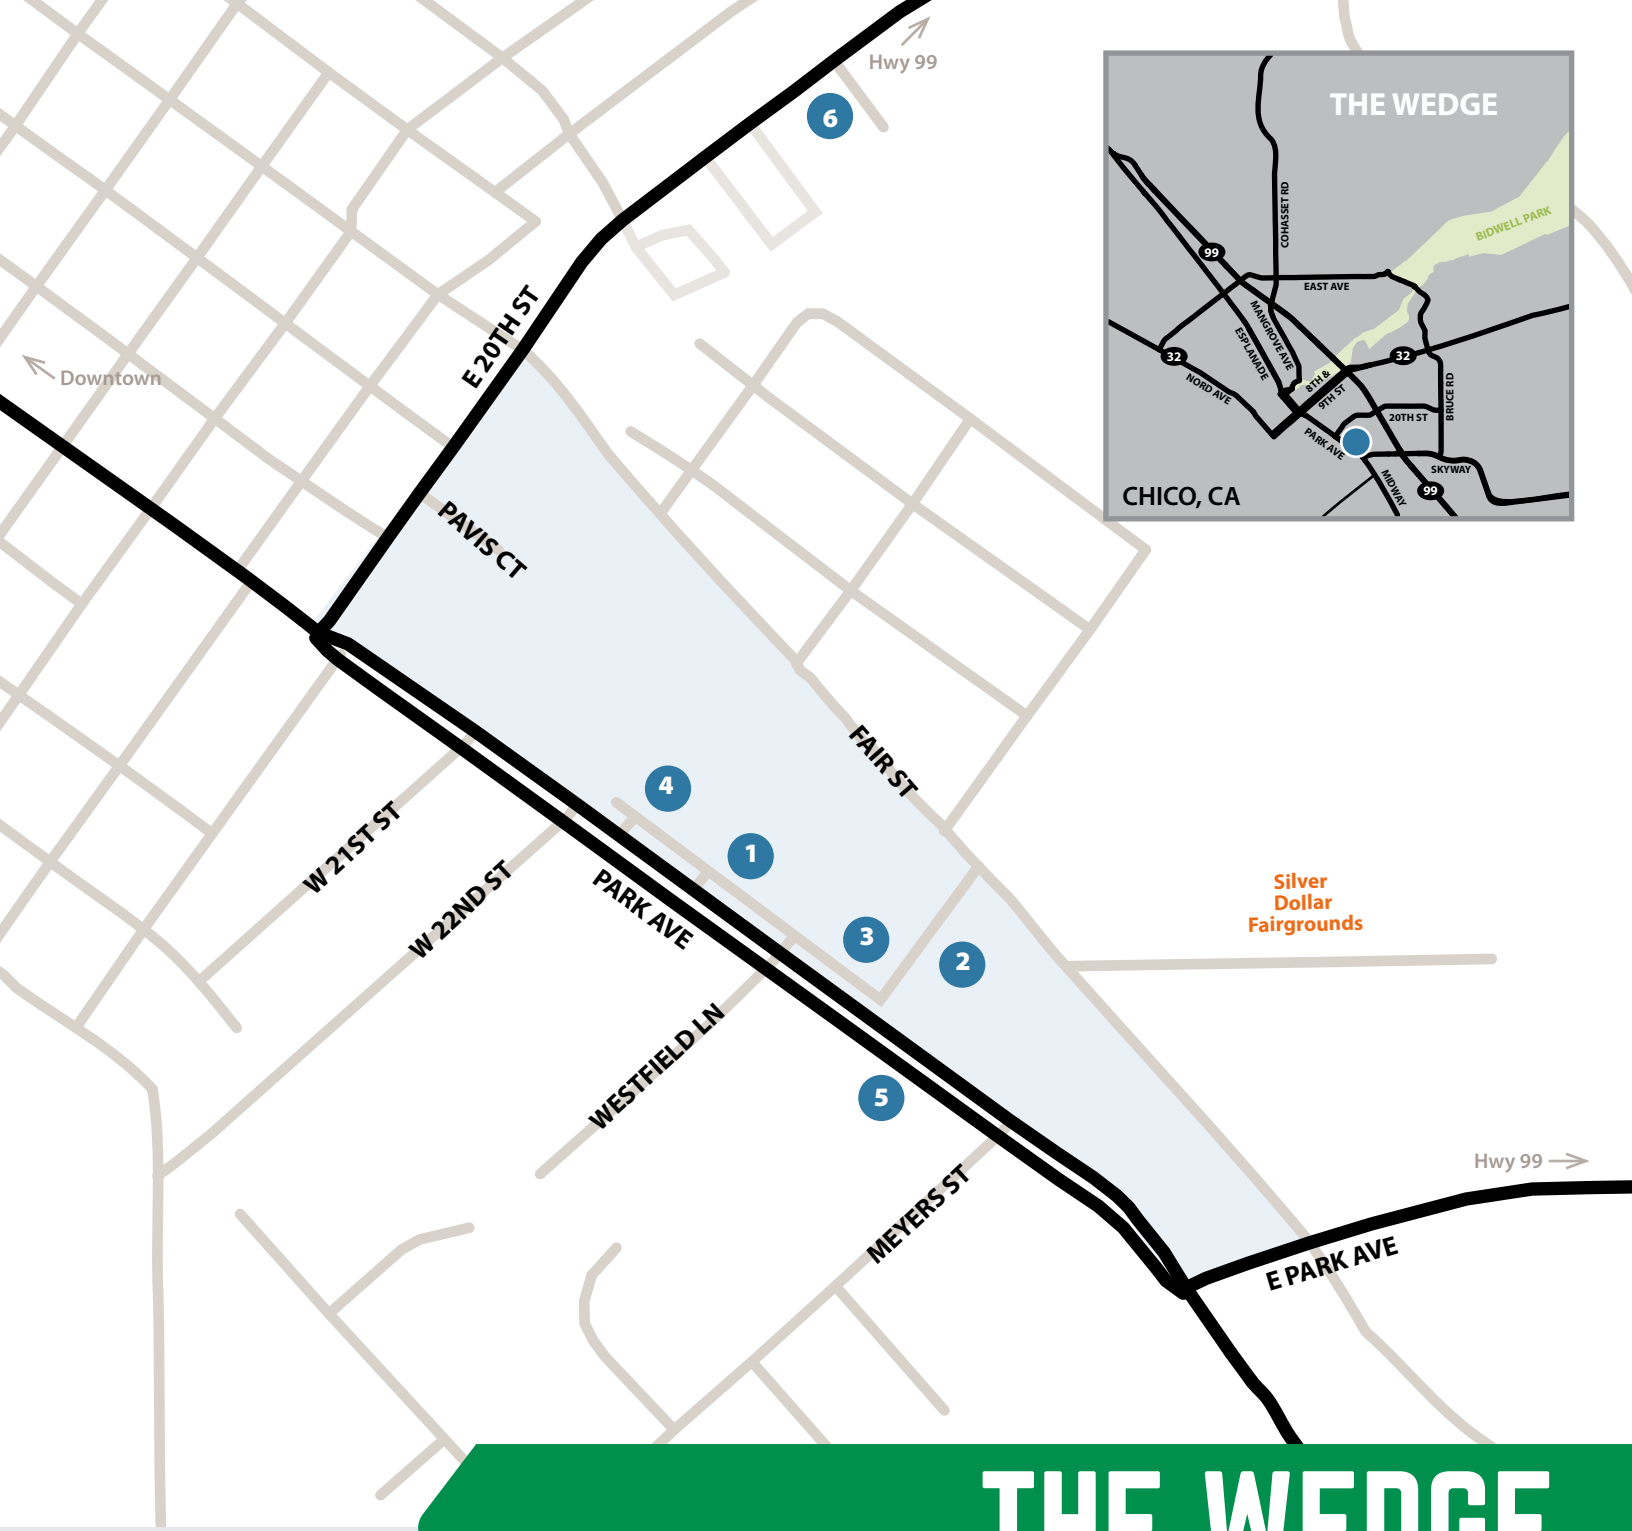 Hwy 99
6
THE WEDGE
COHASSET RD
BIDWELL PARK
99
EAST AVE
MANGROVE AVE
ESPLANADE
32
32
NORD AVE
8TH &
9TH ST
BRUCE RD
20TH ST
PARK AVE
SKYWAY
MIDWAY
99
CHICO, CA
E 20TH ST
Downtown
PAVIS CT
FAIR ST
4
1
W 21ST ST
W 22ND ST
PARK AVE
3
2
Silver
Dollar
Fairgrounds
WESTFIELD LN
5
MEYERS ST
Hwy 99
E PARK AVE
THE WEDGE